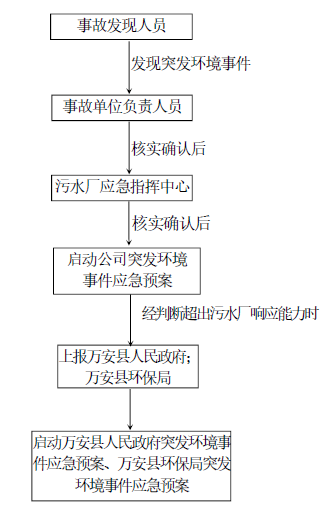 事故发现人员
发现突发环境事件
事故单位负责人员
核实确认后
污水厂应急指挥中心
核实确认后
启动公司突发环境
事件应急预案
经判断超出污水厂响应能力时
上报万安县人民政府；
万安县环保局
启动万安县人民政府突发环境事
件应急预案、万安县环保局突发
环境事件应急预案